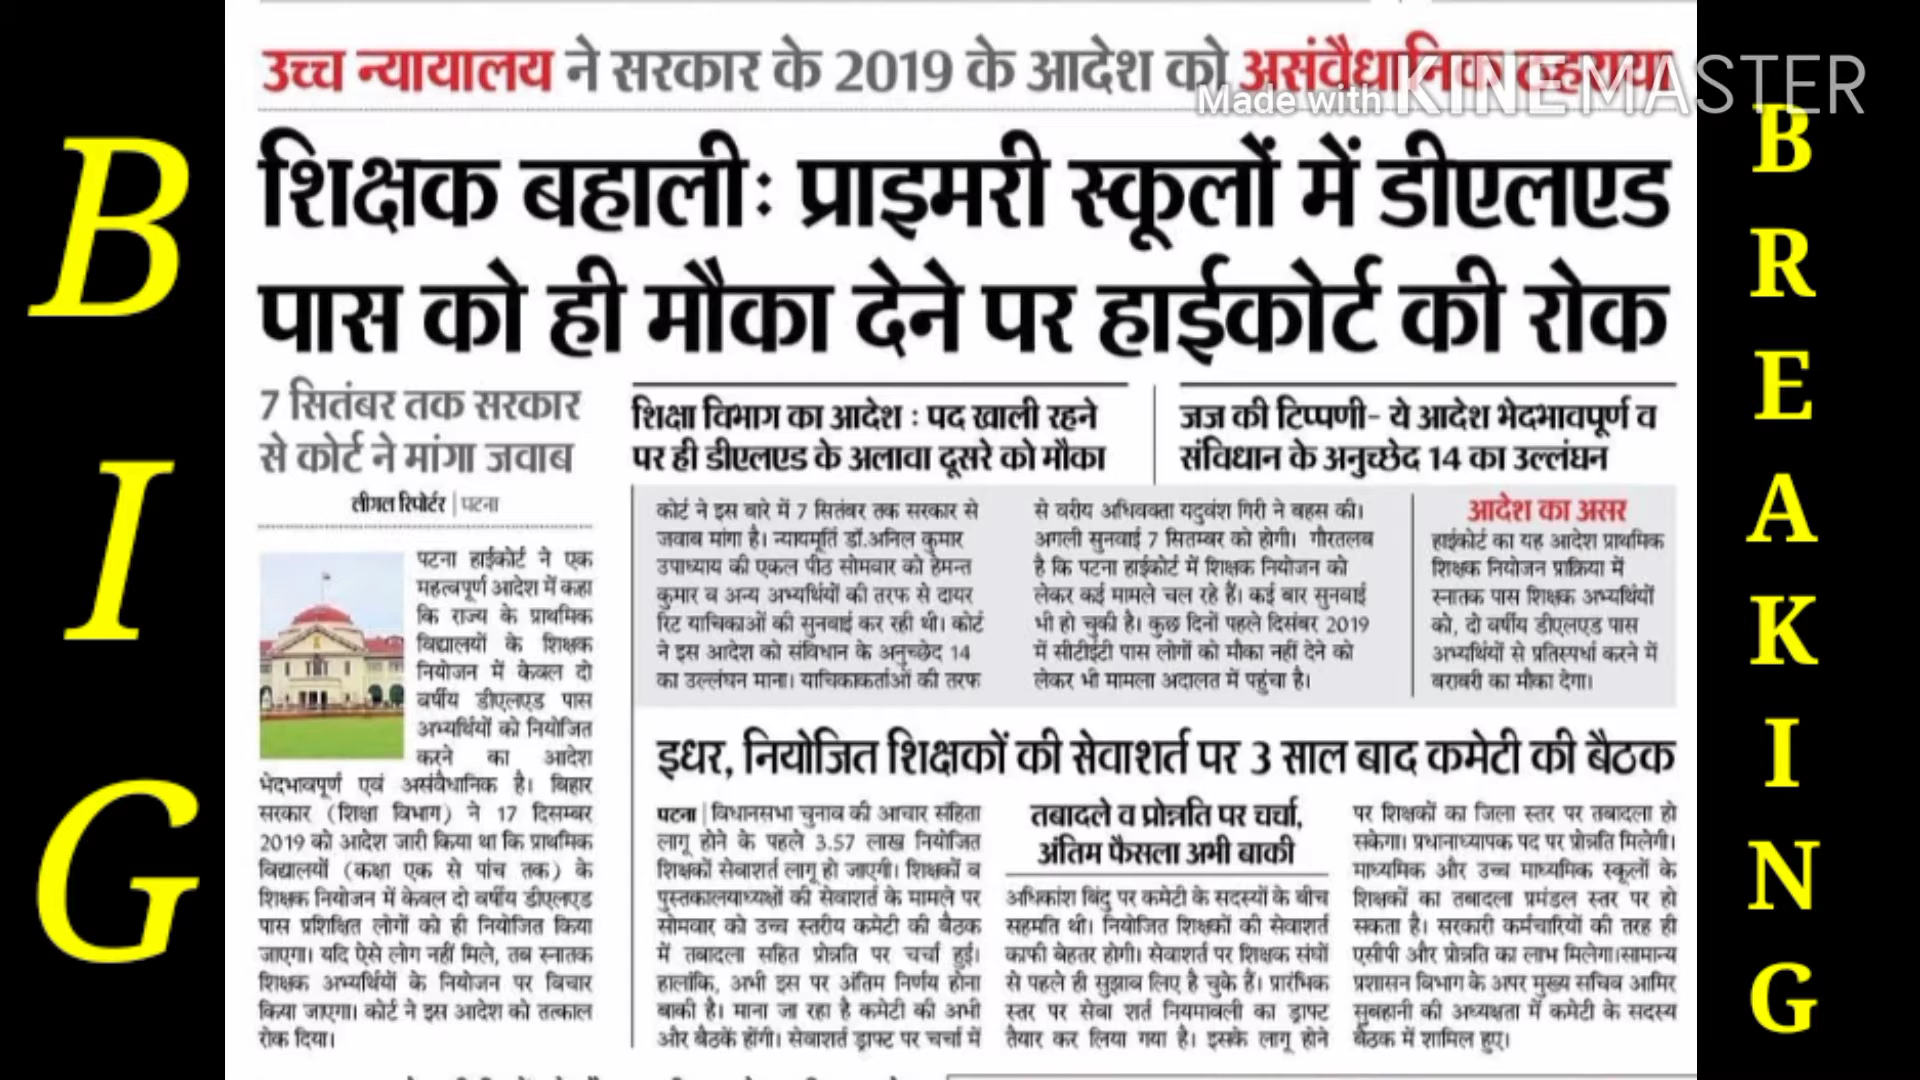 उच्च न्यायालय ने सरकार के 2019 के आदेश को असंवैधानिक ठहराया
Made with KINEMASTER
शिक्षक बहाली: प्राइमरी स्कूलों में डीएलएड
पास को ही मौका देने पर हाईकोर्ट की रोक
B
I
G
7 सितंबर तक सरकार
से कोर्ट ने मांगा जवाब
लीगल रिपोर्टर | पटना
पटना हाईकोर्ट ने एक
महत्वपूर्ण आदेश में कहा
कि राज्य के प्राथमिक
विद्यालयों के शिक्षक
नियोजन में केवल दो
वर्षीय डीएलएड पास
अभ्यर्थियों को नियोजित
करने का आदेश
भेदभावपूर्ण एवं असंवैधानिक है। बिहार
सरकार (शिक्षा विभाग) ने 17 दिसम्बर
2019 को आदेश जारी किया था कि प्राथमिक
विद्यालयों (कक्षा एक से पांच तक) के
शिक्षक नियोजन में केवल दो वर्षीय डीएलएड
पास प्रशिक्षित लोगों को ही नियोजित किया
जाएगा। यदि ऐसे लोग नहीं मिले, तब स्नातक
शिक्षक अभ्यर्थियों के नियोजन पर विचार
किया जाएगा। कोर्ट ने इस आदेश को तत्काल
रोक दिया।
शिक्षा विभाग का आदेश : पद खाली रहने
पर ही डीएलएड के अलावा दूसरे को मौका
जज की टिप्पणी- ये आदेश भेदभावपूर्ण व
संविधान के अनुच्छेद 14 का उल्लंघन
कोर्ट ने इस बारे में 7 सितंबर तक सरकार से
जवाब मांगा है। न्यायमूर्ति डॉ.अनिल कुमार
उपाध्याय की एकल पीठ सोमवार को हेमन्त
कुमार व अन्य अभ्यर्थियों की तरफ से दायर
रिट याचिकाओं की सुनवाई कर रही थी। कोर्ट
ने इस आदेश को संविधान के अनुच्छेद 14
का उल्लंघन माना। याचिकाकर्ताओं की तरफ
से वरीय अधिवक्ता यदुवंश गिरी ने बहस की।
अगली सुनवाई 7 सितम्बर को होगी। गौरतलब
है कि पटना हाईकोर्ट में शिक्षक नियोजन को
लेकर कई मामले चल रहे हैं। कई बार सुनवाई
भी हो चुकी है। कुछ दिनों पहले दिसंबर 2019
में सीटीईटी पास लोगों को मौका नहीं देने को
लेकर भी मामला अदालत में पहुंचा है।
आदेश का असर
हाईकोर्ट का यह आदेश प्राथमिक
शिक्षक नियोजन प्रक्रिया में
स्नातक पास शिक्षक अभ्यर्थियों
को, दो वर्षीय डीएलएड पास
अभ्यर्थियों से प्रतिस्पर्धा करने में
बराबरी का मौका देगा।
इधर, नियोजित शिक्षकों की सेवाशर्त पर 3 साल बाद कमेटी की बैठक
पटना | विधानसभा चुनाव की आचार संहिता
लागू होने के पहले 3.57 लाख नियोजित
शिक्षकों सेवाशर्त लागू हो जाएगी। शिक्षकों व
पुस्तकालयाध्यक्षों की सेवाशर्त के मामले पर
सोमवार को उच्च स्तरीय कमेटी की बैठक
में तबादला सहित प्रोन्नति पर चर्चा हुई।
हालांकि, अभी इस पर अंतिम निर्णय होना
बाकी है। माना जा रहा है कमेटी की अभी
और बैठकें होंगी। सेवाशर्त ड्राफ्ट पर चर्चा में
तबादले व प्रोन्नति पर चर्चा,
अंतिम फैसला अभी बाकी
अधिकांश बिंदु पर कमेटी के सदस्यों के बीच
सहमति थी। नियोजित शिक्षकों की सेवाशर्त
काफी बेहतर होगी। सेवाशर्त पर शिक्षक संघों
से पहले ही सुझाव लिए है चुके हैं। प्रारंभिक
स्तर पर सेवा शर्त नियमावली का ड्राफ्ट
तैयार कर लिया गया है। इसके लागू होने
पर शिक्षकों का जिला स्तर पर तबादला हो
सकेगा। प्रधानाध्यापक पद पर प्रोन्नति मिलेगी।
माध्यमिक और उच्च माध्यमिक स्कूलों के
शिक्षकों का तबादला प्रमंडल स्तर पर हो
सकता है। सरकारी कर्मचारियों की तरह ही
एसीपी और प्रोन्नति का लाभ मिलेगा।सामान्य
प्रशासन विभाग के अपर मुख्य सचिव आमिर
सुबहानी की अध्यक्षता में कमेटी के सदस्य
बैठक में शामिल हुए।
B
R
E
A
K
I
N
G